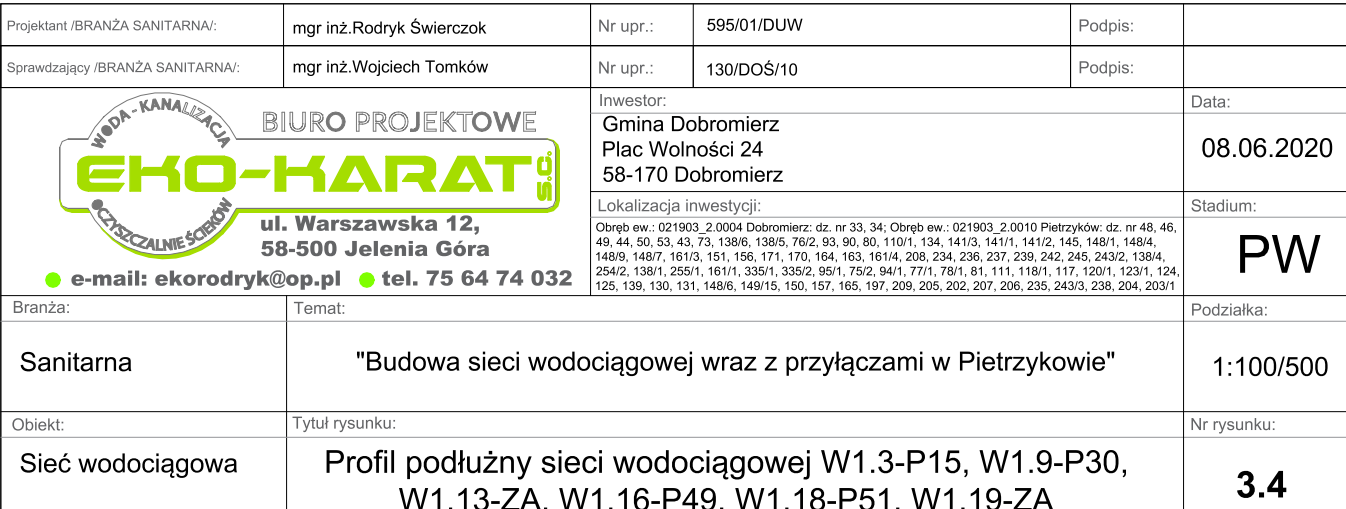 Projektant /BRANŻA SANITARNA/: mgr inż.Rodryk Świerczok Nr upr.: 595/01/DUW Podpis:
Sprawdzający /BRANŻA SANITARNA/: mgr inż.Wojciech Tomków Nr upr.: 130/DOŚ/10 Podpis:
WODA - KANALIZACJA
BIURO PROJEKTOWE
EKO-KARAT s.c.
OCZYSZCZALNIE ŚCIEKÓW
ul. Warszawska 12,
58-500 Jelenia Góra
e-mail: ekorodryk@op.pl tel. 75 64 74 032
Inwestor:
Gmina Dobromierz
Plac Wolności 24
58-170 Dobromierz
Data:
08.06.2020
Lokalizacja inwestycji:
Obręb ew.: 021903_2.0004 Dobromierz: dz. nr 33, 34; Obręb ew.: 021903_2.0010 Pietrzyków: dz. nr 48, 46,
49, 44, 50, 53, 43, 73, 138/6, 138/5, 76/2, 93, 90, 80, 110/1, 134, 141/3, 141/1, 141/2, 145, 148/1, 148/4,
148/9, 148/7, 161/3, 151, 156, 171, 170, 164, 163, 161/4, 208, 234, 236, 237, 239, 242, 245, 243/2, 138/4,
254/2, 138/1, 255/1, 161/1, 335/1, 335/2, 95/1, 75/2, 94/1, 77/1, 78/1, 81, 111, 118/1, 117, 120/1, 123/1, 124,
125, 139, 130, 131, 148/6, 149/15, 150, 157, 165, 197, 209, 205, 202, 207, 206, 235, 243/3, 238, 204, 203/1
Stadium:
PW
Branża:
Sanitarna
Temat:
"Budowa sieci wodociągowej wraz z przyłączami w Pietrzykowie"
Podziałka:
1:100/500
Obiekt:
Sieć wodociągowa
Tytuł rysunku:
Profil podłużny sieci wodociągowej W1.3-P15, W1.9-P30,
W1.13-ZA, W1.16-P49, W1.18-P51, W1.19-ZA
Nr rysunku:
3.4